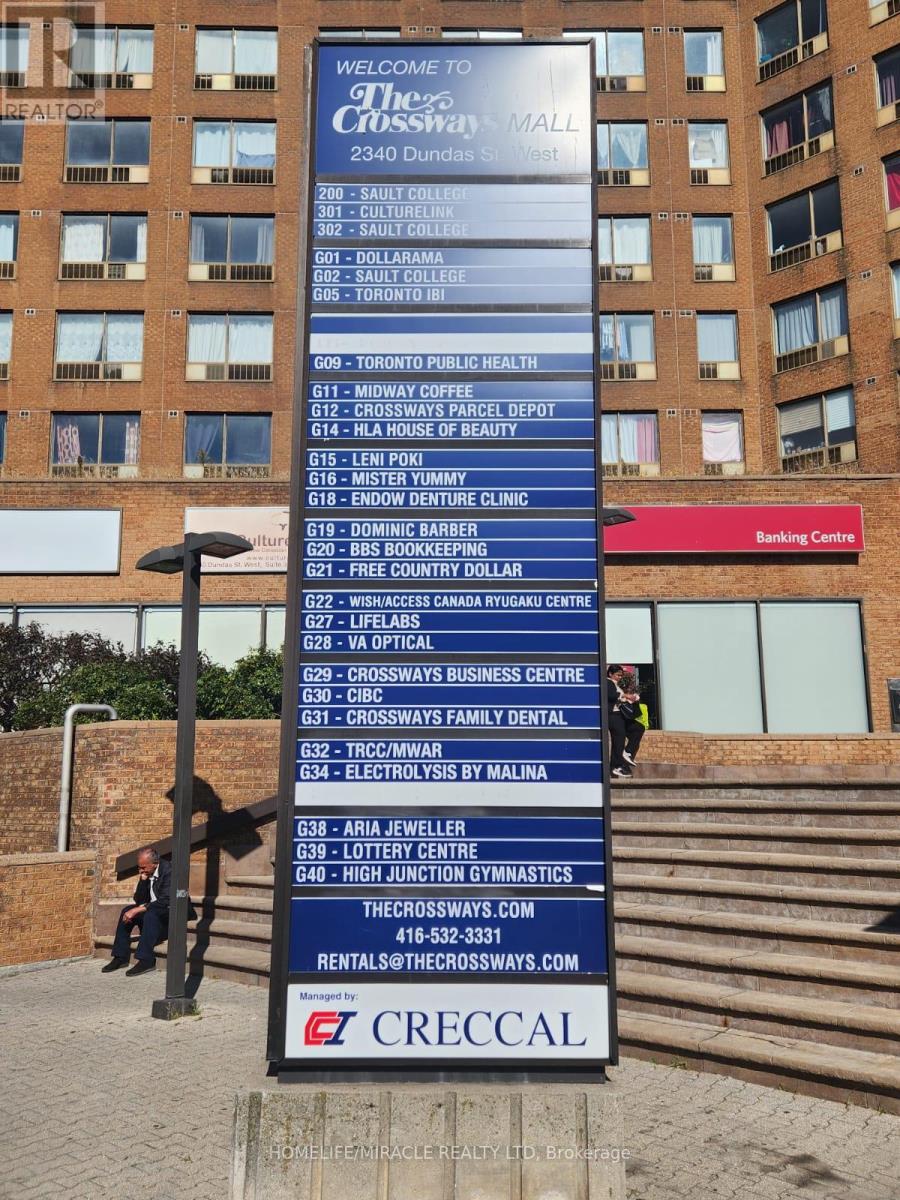 R
REALTOR®
WELCOME TO
The
Crossways MALL
2340 Dundas St. West
200 - SAULT COLLEGE
301 - CULTURELINK
302 - SAULT COLLEGE
G01 - DOLLARAMA
G02 - SAULT COLLEGE
G05 - TORONTO IBI
G09 - TORONTO PUBLIC HEALTH
G11 - MIDWAY COFFEE
G12 - CROSSWAYS PARCEL DEPOT
G14 - HLA HOUSE OF BEAUTY
G15 - LENI POKI
G16 - MISTER YUMMY
G18 - ENDOW DENTURE CLINIC
G19 - DOMINIC BARBER
G20 - BBS BOOKKEEPING
G21 - FREE COUNTRY DOLLAR
G22 - WISH/ACCESS CANADA RYUGAKU CENTRE
G27 - LIFELABS
G28 - VA OPTICAL
G29 - CROSSWAYS BUSINESS CENTRE
G30 - CIBC
G31 - CROSSWAYS FAMILY DENTAL
G32 - TRCC/MWAR
G34 - ELECTROLYSIS BY MALINA
G38 - ARIA JEWELLER
G39 - LOTTERY CENTRE
G40 - HIGH JUNCTION GYMNASTICS
THECROSSWAYS.COM
416-532-3331
RENTALS@THECROSSWAYS.COM
Managed by:
CCI CRECCAL
Culture
Dundas St. West, Suite
Banking Centre
HOMELIFE/MIRACLE REALTY LTD, Brokerage